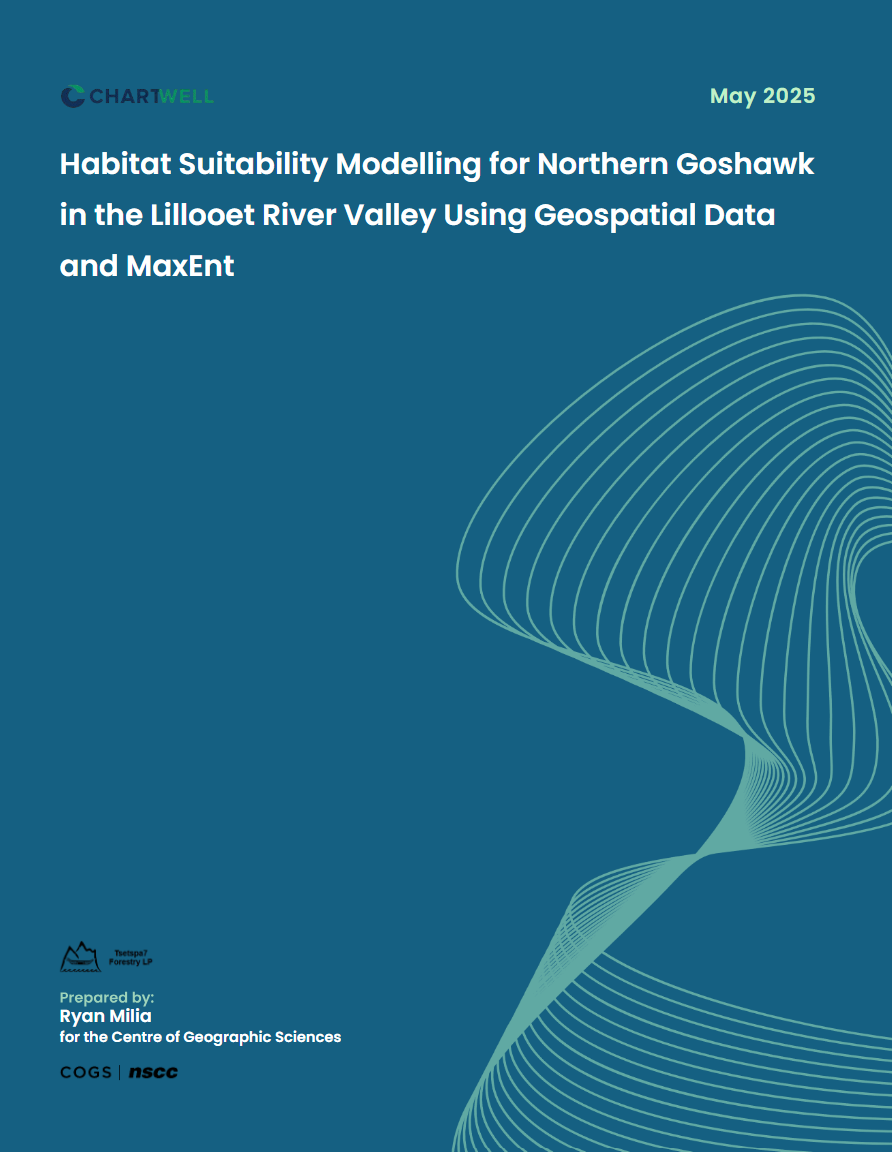 CHARTWELL
May 2025
Habitat Suitability Modelling for Northern Goshawk
in the Lillooet River Valley Using Geospatial Data
and MaxEnt
Tsetspa7
Forestry LP
Prepared by:
Ryan Milia
for the Centre of Geographic Sciences
COGS | nscc